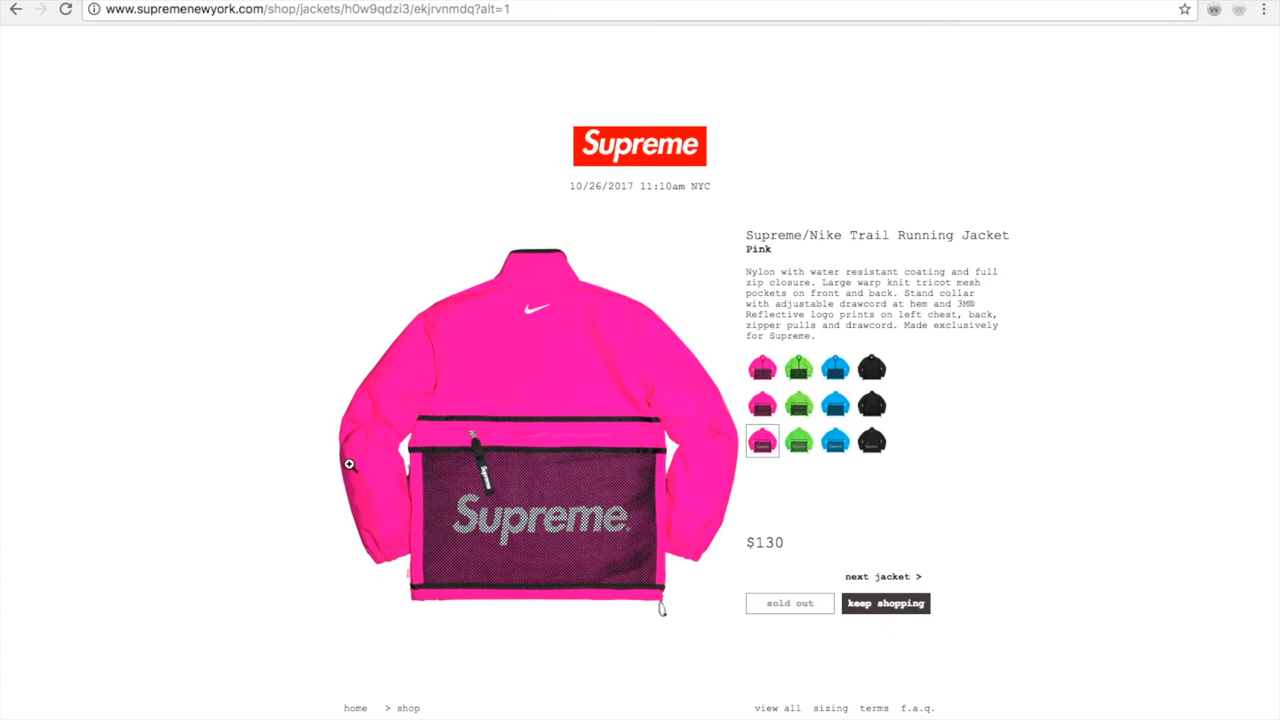 www.supremenewyork.com/shop/jackets/h0w9qdzi3/ekjrvnmdq?alt=1
Supreme
10/26/2017 11:10am NYC
Supreme/Nike Trail Running Jacket
Pink
Nylon with water resistant coating and full
zip closure. Large warp knit tricot mesh
pockets on front and back. Stand collar
with adjustable drawcord at hem and 3M®
Reflective logo prints on left chest, back,
zipper pulls and drawcord. Made exclusively
for Supreme.
Supreme
Supreme.
$130
next jacket >
sold out
keep shopping
home > shop
view all sizing terms f.a.q.